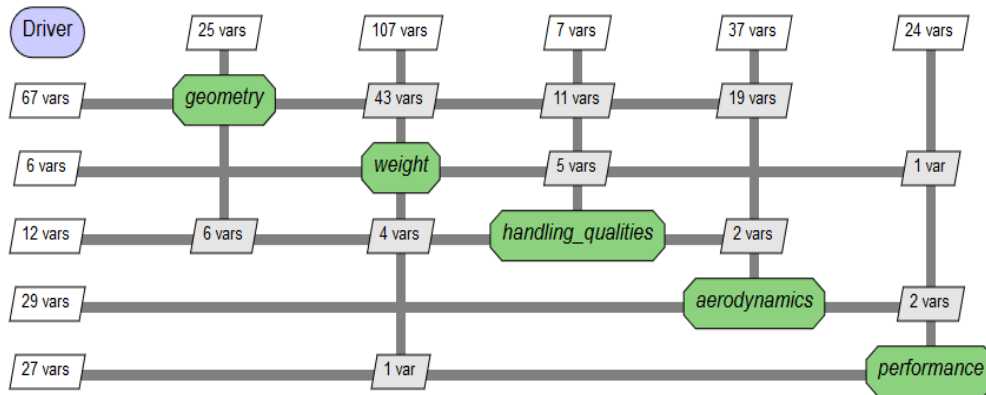 Driver
25 vars
107 vars
7 vars
37 vars
24 vars
67 vars
geometry
43 vars
11 vars
19 vars
6 vars
weight
5 vars
1 var
12 vars
6 vars
4 vars
handling_qualities
2 vars
29 vars
aerodynamics
2 vars
27 vars
1 var
performance